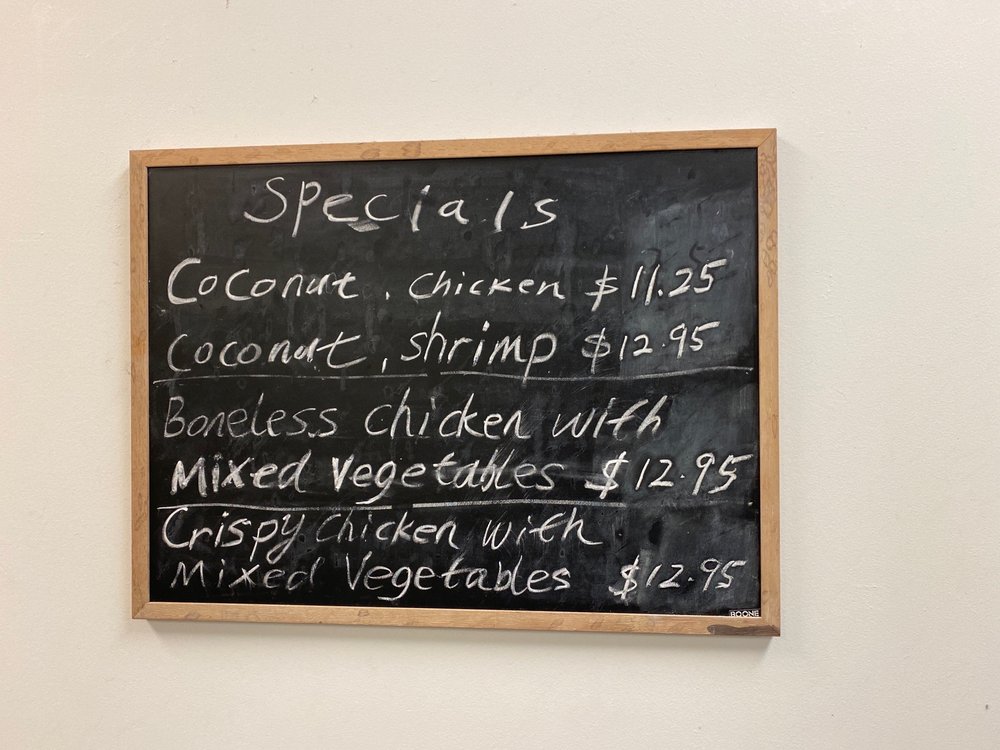 Specials
Coconut, chicken $11.25
Coconut, shrimp $12.95
Boneless chicken with
Mixed Vegetables $12.95
Crispy chicken with
Mixed Vegetables $12.95
BOONE